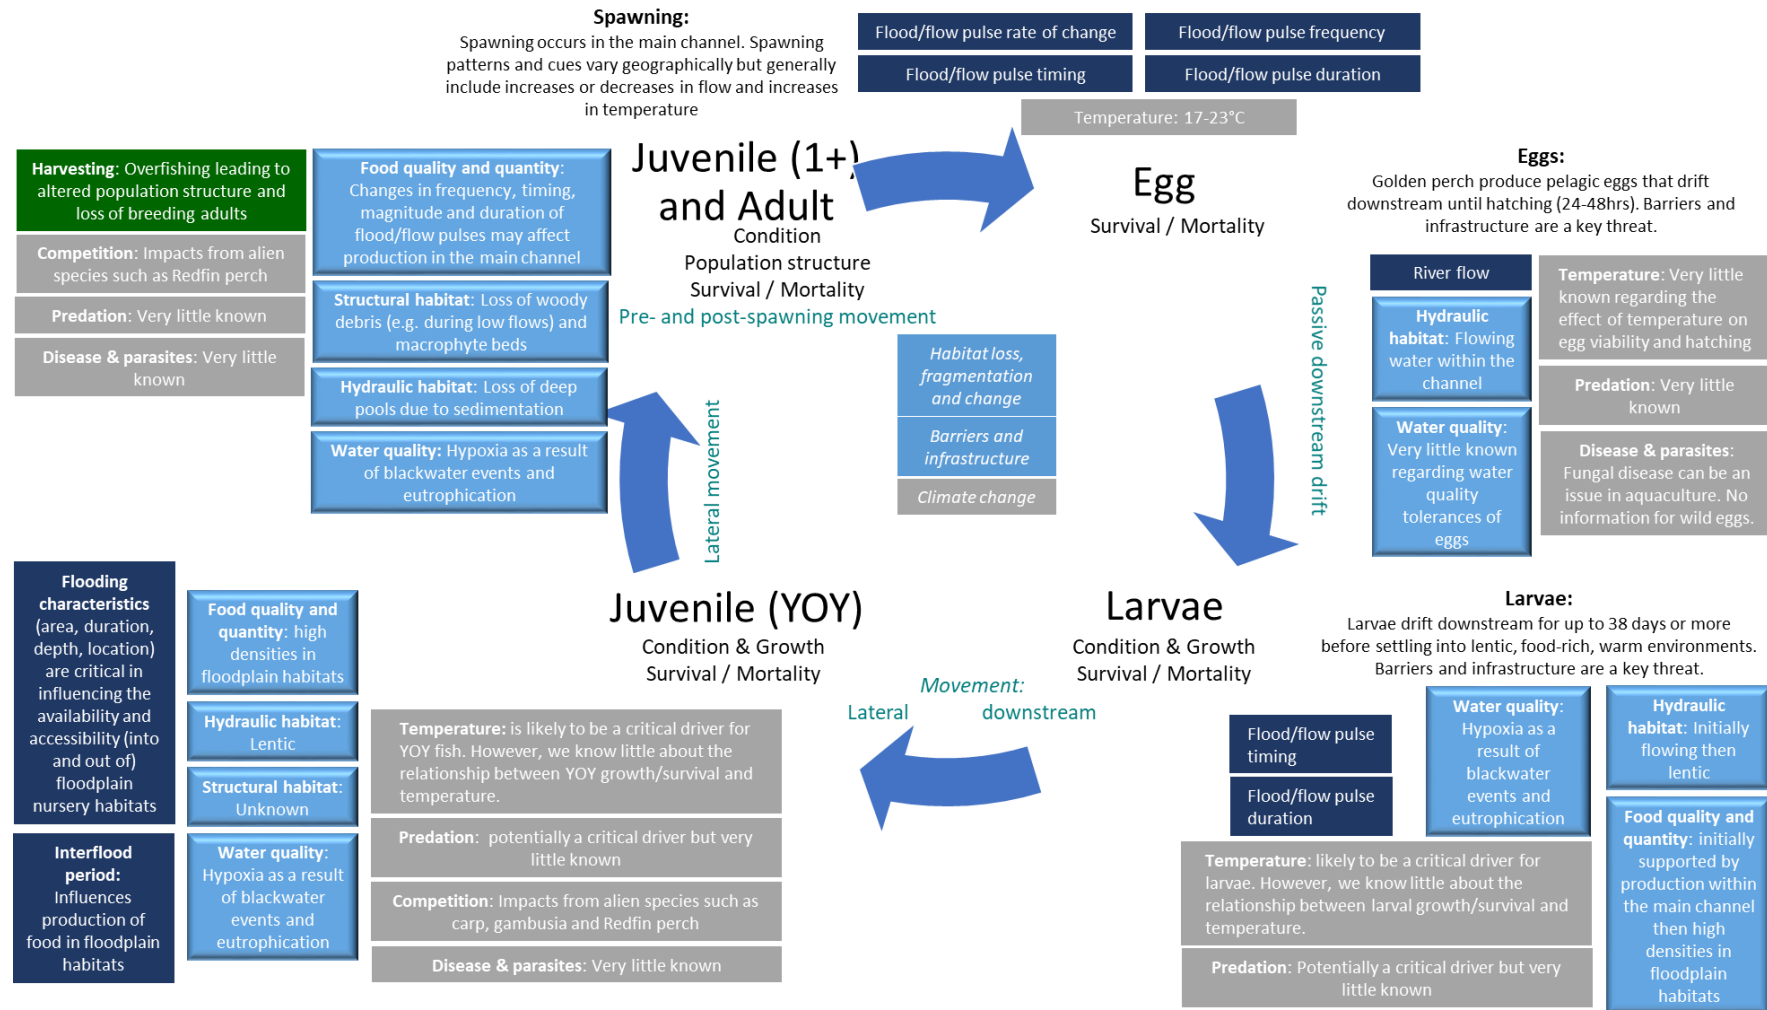 Spawning:
Spawning occurs in the main channel. Spawning
patterns and cues vary geographically but generally
include increases or decreases in flow and increases
in temperature
Flood/flow pulse rate of change
Flood/flow pulse frequency
Flood/flow pulse timing
Flood/flow pulse duration
Temperature: 17-23°C
Harvesting: Overfishing leading to
altered population structure and
loss of breeding adults
Competition: Impacts from alien
species such as Redfin perch
Predation: Very little known
Disease & parasites: Very little
known
Food quality and quantity:
Changes in frequency, timing,
magnitude and duration of
flood/flow pulses may affect
production in the main channel
Structural habitat: Loss of woody
debris (e.g. during low flows) and
macrophyte beds
Hydraulic habitat: Loss of deep
pools due to sedimentation
Water quality: Hypoxia as a result
of blackwater events and
eutrophication
Juvenile (1+)
and Adult
Condition
Population structure
Survival / Mortality
Pre- and post-spawning movement
Egg
Survival / Mortality
Eggs:
Golden perch produce pelagic eggs that drift
downstream until hatching (24-48hrs). Barriers and
infrastructure are a key threat.
River flow
Hydraulic
habitat: Flowing
water within the
channel
Water quality:
Very little known
regarding water
quality
tolerances of
eggs
Temperature: Very little
known regarding the
effect of temperature on
egg viability and hatching
Predation: Very little
known
Disease & parasites:
Fungal disease can be an
issue in aquaculture. No
information for wild eggs.
Passive downstream drift
Habitat loss,
fragmentation
and change
Barriers and
infrastructure
Climate change
Lateral movement
Flooding
characteristics
(area, duration,
depth, location)
are critical in
influencing the
availability and
accessibility (into
and out of)
floodplain
nursery habitats
Interflood
period:
Influences
production of
food in floodplain
habitats
Food quality and
quantity: high
densities in
floodplain habitats
Hydraulic habitat:
Lentic
Structural habitat:
Unknown
Water quality:
Hypoxia as a result
of blackwater
events and
eutrophication
Juvenile (YOY)
Condition & Growth
Survival / Mortality
Temperature: is likely to be a critical driver for
YOY fish. However, we know little about the
relationship between YOY growth/survival and
temperature.
Predation: potentially a critical driver but very
little known
Competition: Impacts from alien species such as
carp, gambusia and Redfin perch
Disease & parasites: Very little known
Movement:
Lateral downstream
Larvae
Condition & Growth
Survival / Mortality
Larvae:
Larvae drift downstream for up to 38 days or more
before settling into lentic, food-rich, warm environments.
Barriers and infrastructure are a key threat.
Flood/flow pulse
timing
Flood/flow pulse
duration
Water quality:
Hypoxia as a
result of
blackwater
events and
eutrophication
Hydraulic
habitat: Initially
flowing then
lentic
Food quality and
quantity: initially
supported by
production within
the main channel
then high
densities in
floodplain
habitats
Temperature: likely to be a critical driver for
larvae. However, we know little about the
relationship between larval growth/survival and
temperature.
Predation: Potentially a critical driver but very
little known